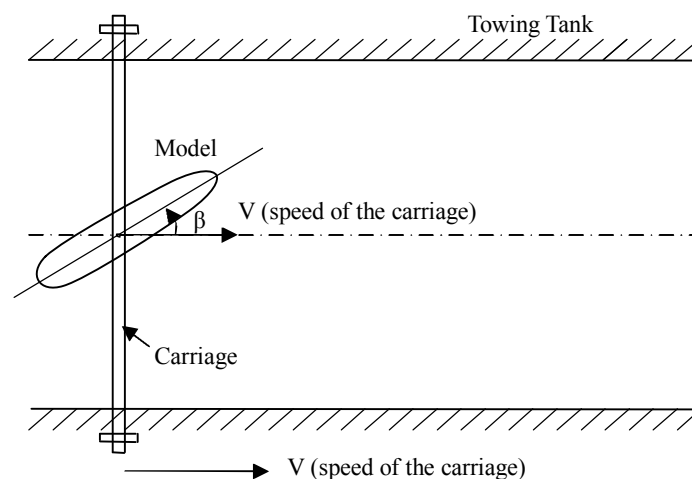 Towing Tank
Model
V (speed of the carriage)
β
Carriage
V (speed of the carriage)